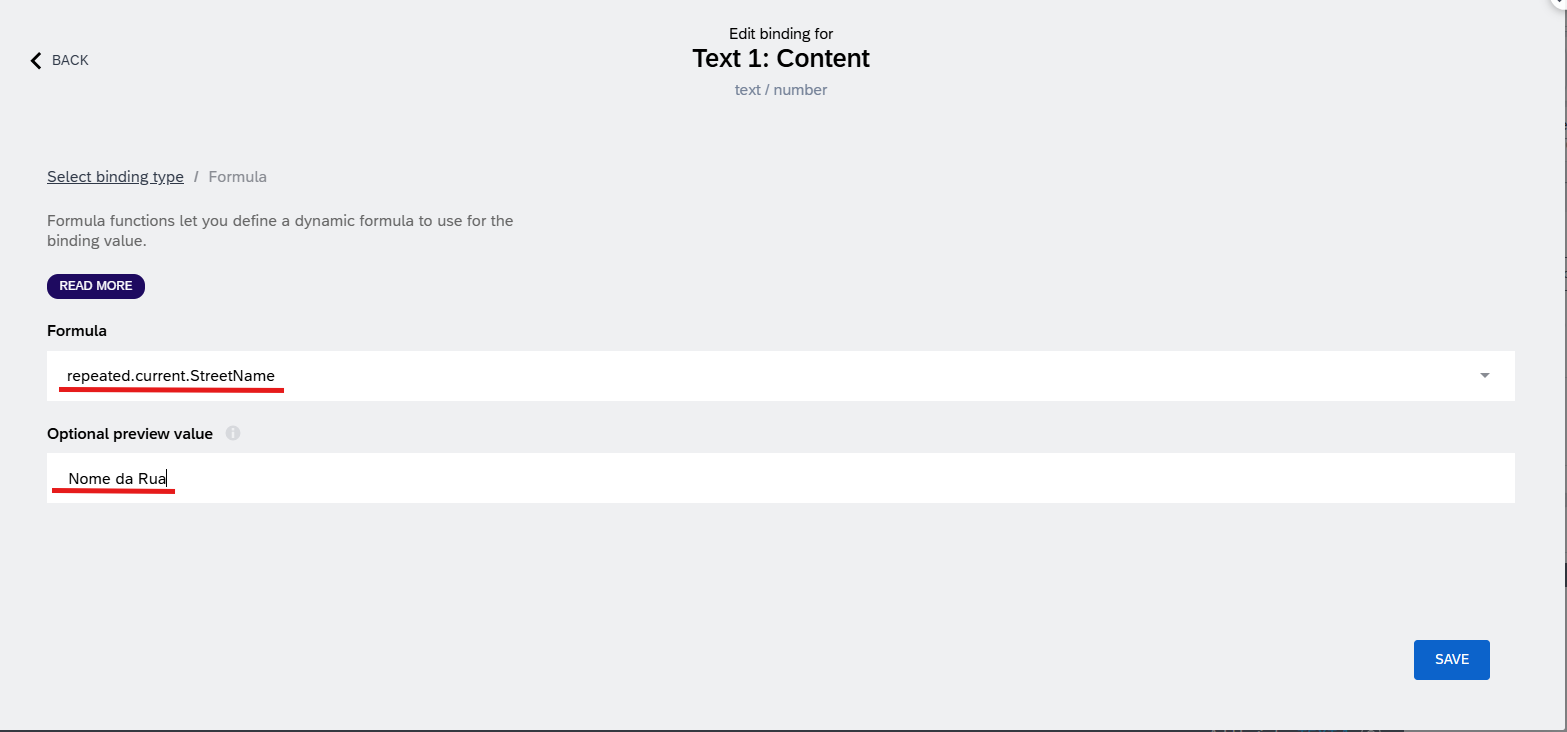 Edit binding for
BACK
Text 1: Content
text / number
Select binding type / Formula
Formula functions let you define a dynamic formula to use for the
binding value.
READ MORE
Formula
repeated.current.StreetName
Optional preview value
Nome da Rua
SAVE